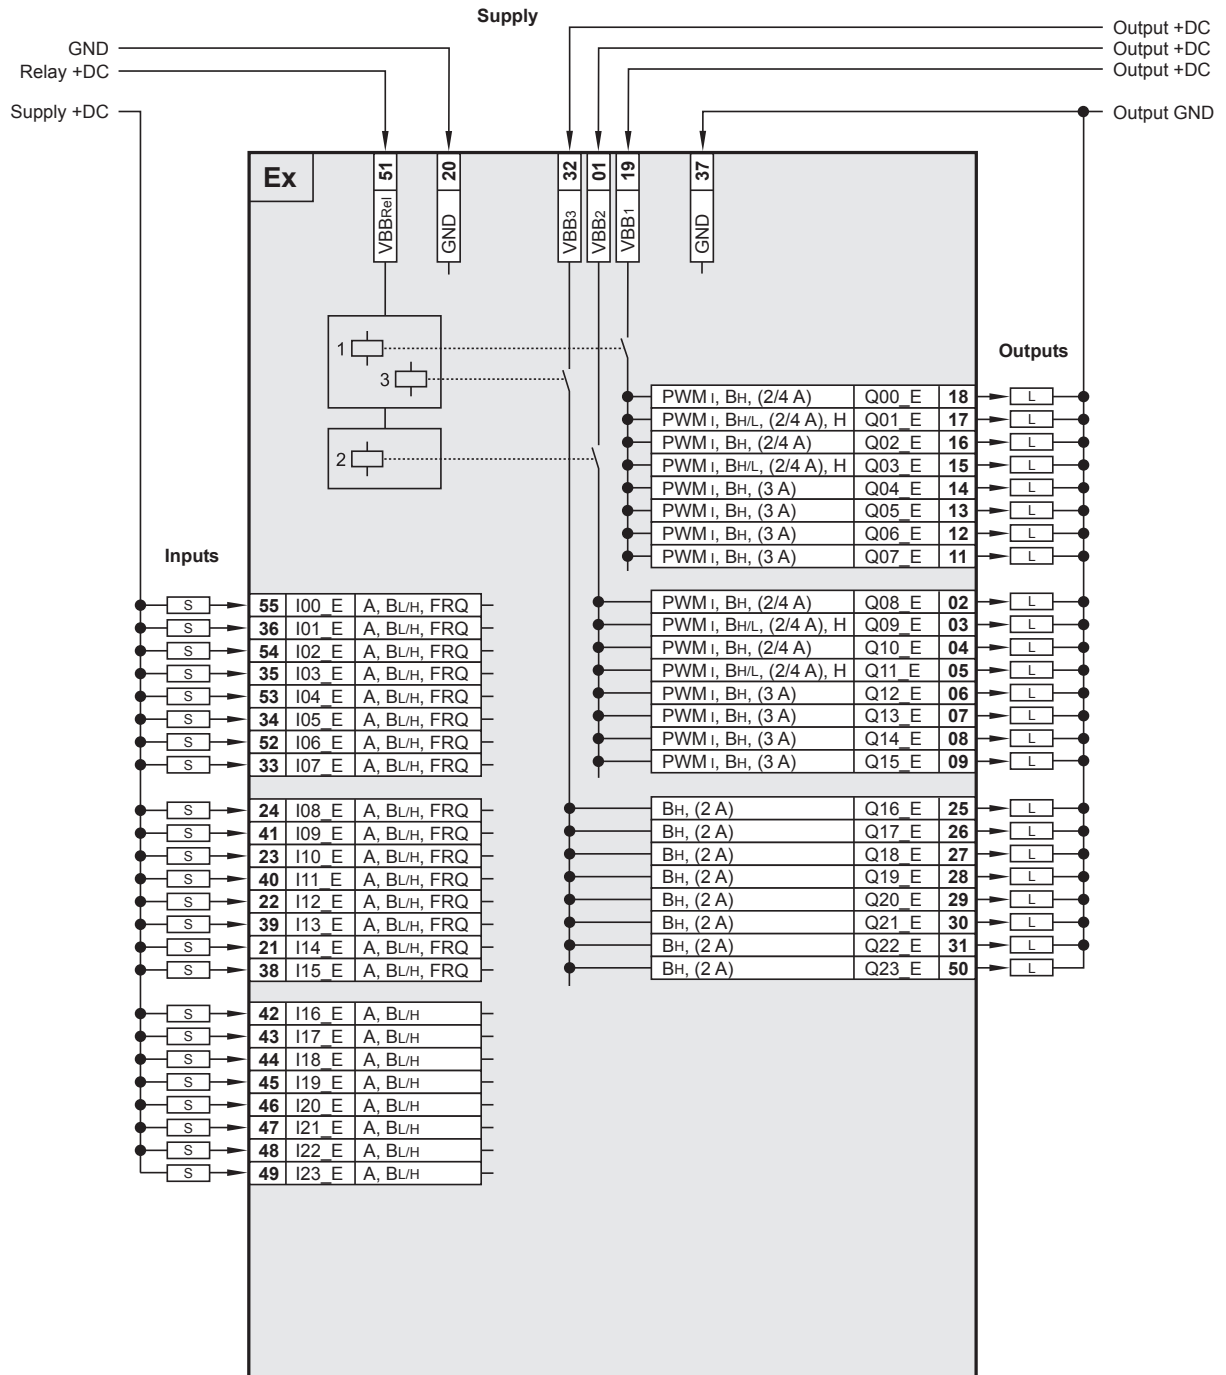 Supply
Output +DC
GND Output +DC
Relay +DC Output +DC
Supply +DC Output GND
Ex
51 VBBRel
20 GND
32 VBB3
01 VBB2
19 VBB1
37 GND
1
3
2
Outputs
PWM I, BH, (2/4 A) Q00_E 18 L
PWM I, BH/L, (2/4 A), H Q01_E 17 L
PWM I, BH, (2/4 A) Q02_E 16 L
PWM I, BH/L, (2/4 A), H Q03_E 15 L
PWM I, BH, (3 A) Q04_E 14 L
PWM I, BH, (3 A) Q05_E 13 L
PWM I, BH, (3 A) Q06_E 12 L
PWM I, BH, (3 A) Q07_E 11 L
PWM I, BH, (2/4 A) Q08_E 02 L
PWM I, BH/L, (2/4 A), H Q09_E 03 L
PWM I, BH, (2/4 A) Q10_E 04 L
PWM I, BH/L, (2/4 A), H Q11_E 05 L
PWM I, BH, (3 A) Q12_E 06 L
PWM I, BH, (3 A) Q13_E 07 L
PWM I, BH, (3 A) Q14_E 08 L
PWM I, BH, (3 A) Q15_E 09 L
BH, (2 A) Q16_E 25 L
BH, (2 A) Q17_E 26 L
BH, (2 A) Q18_E 27 L
BH, (2 A) Q19_E 28 L
BH, (2 A) Q20_E 29 L
BH, (2 A) Q21_E 30 L
BH, (2 A) Q22_E 31 L
BH, (2 A) Q23_E 50 L
Inputs
S 55 I00_E A, BL/H, FRQ
S 36 I01_E A, BL/H, FRQ
S 54 I02_E A, BL/H, FRQ
S 35 I03_E A, BL/H, FRQ
S 53 I04_E A, BL/H, FRQ
S 34 I05_E A, BL/H, FRQ
S 52 I06_E A, BL/H, FRQ
S 33 I07_E A, BL/H, FRQ
S 24 I08_E A, BL/H, FRQ
S 41 I09_E A, BL/H, FRQ
S 23 I10_E A, BL/H, FRQ
S 40 I11_E A, BL/H, FRQ
S 22 I12_E A, BL/H, FRQ
S 39 I13_E A, BL/H, FRQ
S 21 I14_E A, BL/H, FRQ
S 38 I15_E A, BL/H, FRQ
S 42 I16_E A, BL/H
S 43 I17_E A, BL/H
S 44 I18_E A, BL/H
S 45 I19_E A, BL/H
S 46 I20_E A, BL/H
S 47 I21_E A, BL/H
S 48 I22_E A, BL/H
S 49 I23_E A, BL/H